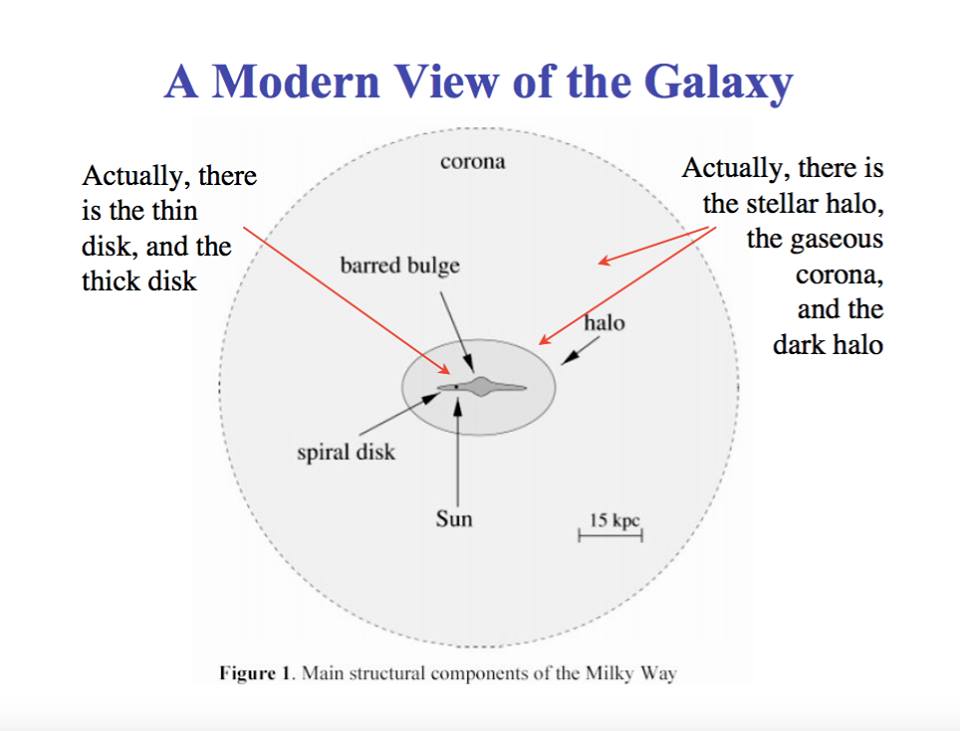 A Modern View of the Galaxy
corona
Actually, there
is the thin
disk, and the
thick disk
Actually, there is
the stellar halo,
the gaseous
corona,
and the
dark halo
barred bulge
halo
spiral disk
Sun
15 kpc
Figure 1. Main structural components of the Milky Way